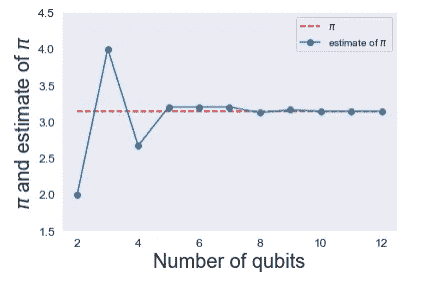 4.5
4.0
3.5
3.0
2.5
2.0
1.5
π and estimate of π
π
estimate of π
2 4 6 8 10 12
Number of qubits